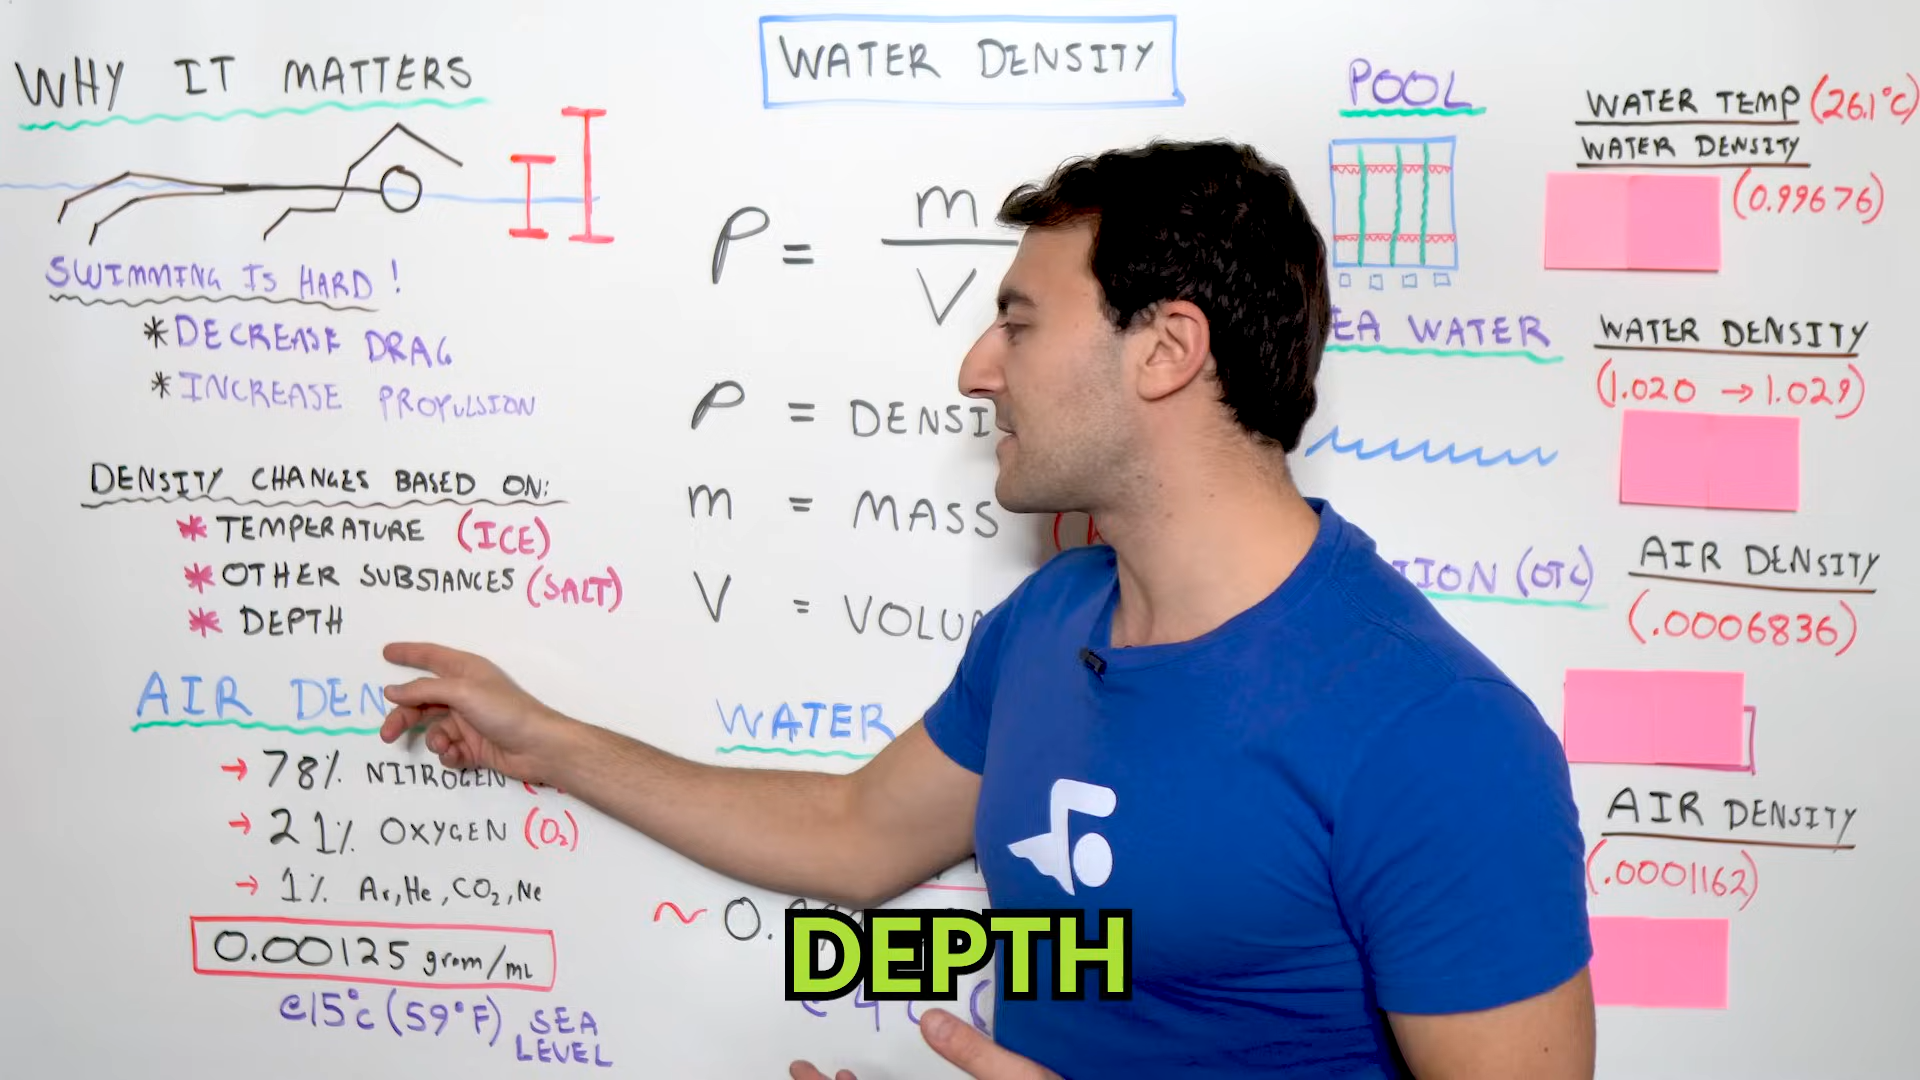 WATER DENSITY
WHY IT MATTERS
SWIMMING IS HARD!
*DECREASE DRAG
*INCREASE PROPULSION
DENSITY CHANGES BASED ON:
* TEMPERATURE (ICE)
* OTHER SUBSTANCES (SALT)
* DEPTH
AIR DEN
→ 78% NITROGEN
→ 21% OXYGEN (O₂)
→ 1% Ar, He, CO₂, Ne
0.00125 gram/mL
@15°C (59°F) SEA
LEVEL
ρ = m
V
ρ = DENSI
m = MASS
V = VOLU
WATER
~ 0.
DEPTH
@ 4
POOL
WATER TEMP (26.1°C)
WATER DENSITY
(0.99676)
EA WATER
WATER DENSITY
(1.020 → 1.029)
TION (OTC)
AIR DENSITY
(.0006836)
AIR DENSITY
(.0001162)